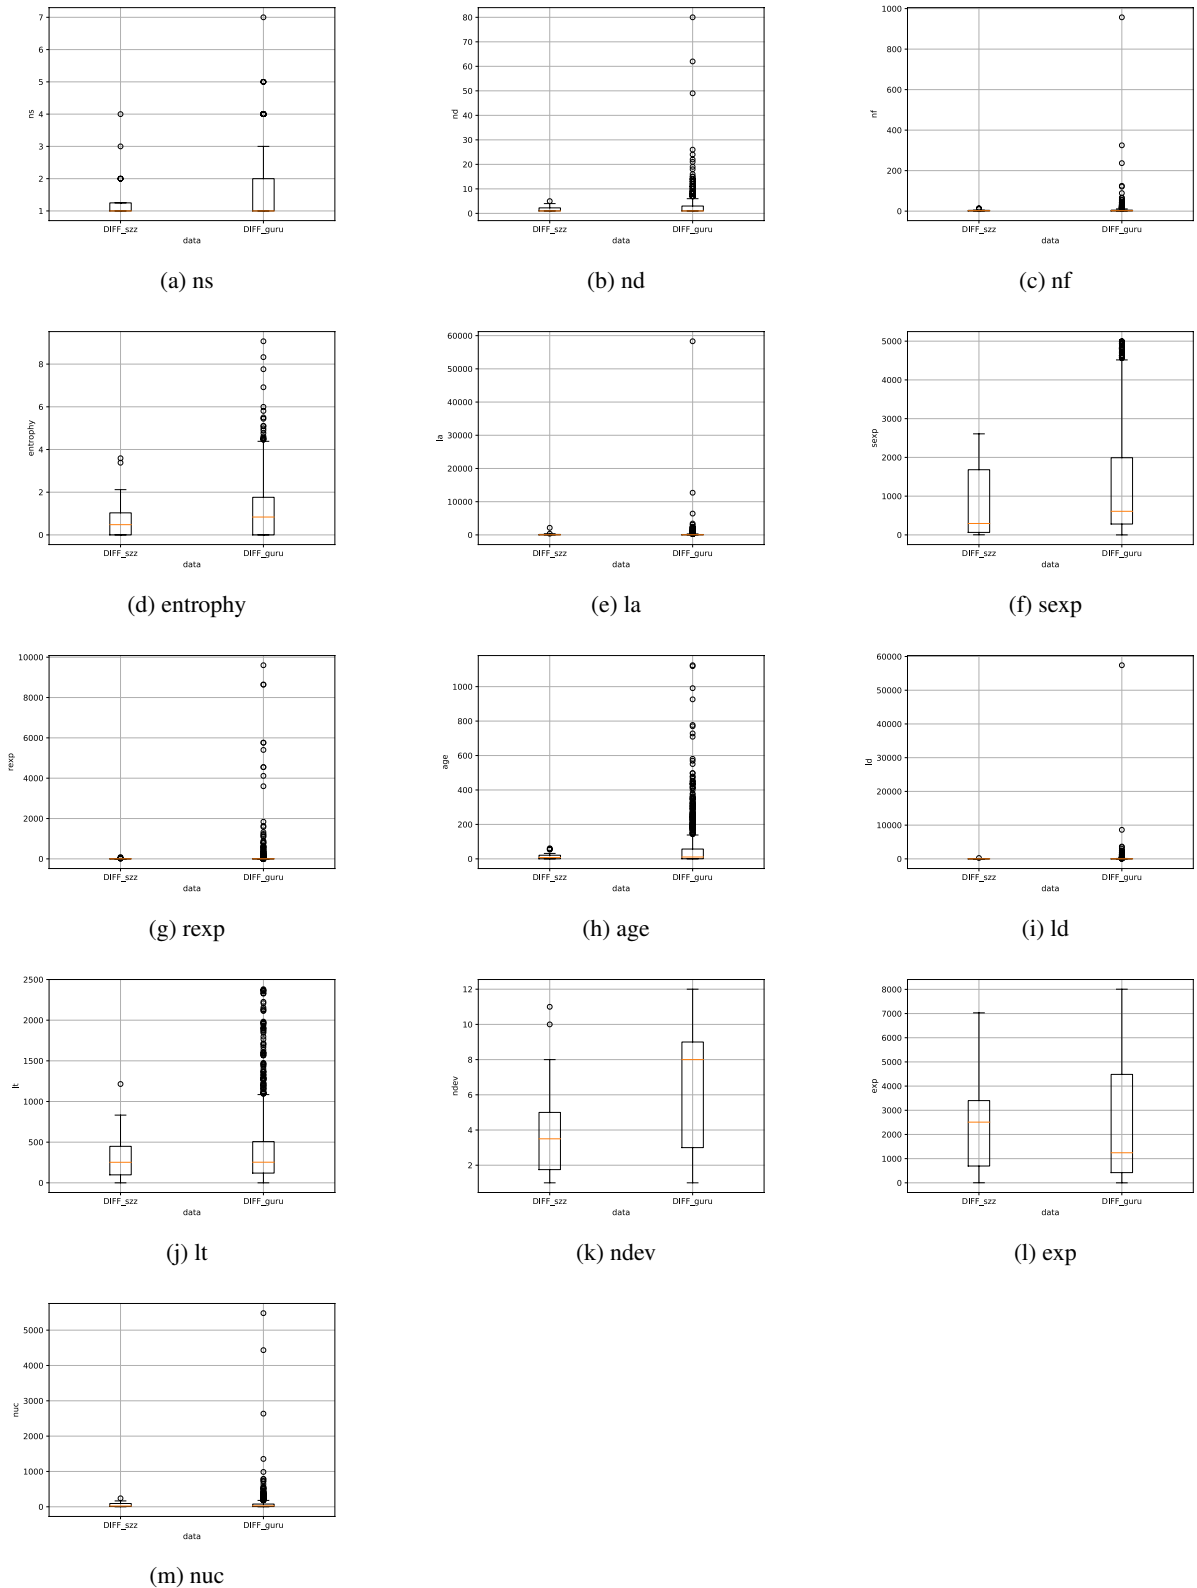 7
6
5
4
3
2
1
ns
DIFF_szz DIFF_guru
data
(a) ns
80
70
60
50
40
30
20
10
0
nd
DIFF_szz DIFF_guru
data
(b) nd
1000
800
600
400
200
0
nf
DIFF_szz DIFF_guru
data
(c) nf
8
6
4
2
0
entrophy
DIFF_szz DIFF_guru
data
(d) entrophy
60000
50000
40000
30000
20000
10000
0
la
DIFF_szz DIFF_guru
data
(e) la
5000
4000
3000
2000
1000
0
sexp
DIFF_szz DIFF_guru
data
(f) sexp
10000
8000
6000
4000
2000
0
rexp
DIFF_szz DIFF_guru
data
(g) rexp
1000
800
600
400
200
0
age
DIFF_szz DIFF_guru
data
(h) age
60000
50000
40000
30000
20000
10000
0
ld
DIFF_szz DIFF_guru
data
(i) ld
2500
2000
1500
1000
500
0
lt
DIFF_szz DIFF_guru
data
(j) lt
12
10
8
6
4
2
ndev
DIFF_szz DIFF_guru
data
(k) ndev
8000
7000
6000
5000
4000
3000
2000
1000
0
exp
DIFF_szz DIFF_guru
data
(l) exp
5000
4000
3000
2000
1000
0
nuc
DIFF_szz DIFF_guru
data
(m) nuc